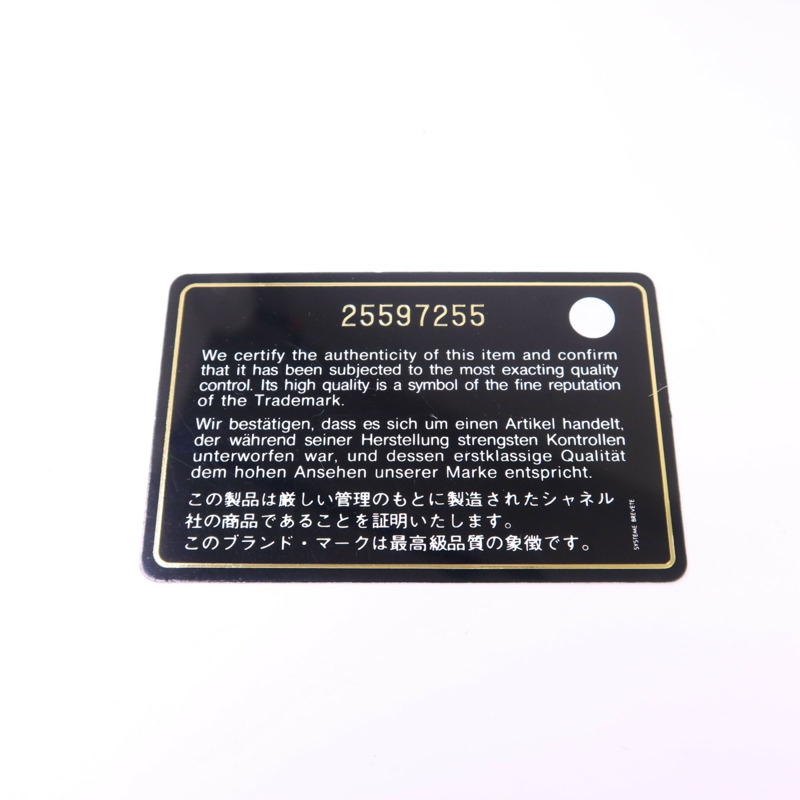 25597255
We certify the authenticity of this item and confirm
that it has been subjected to the most exacting quality
control. Its high quality is a symbol of the fine reputation
of the Trademark.
Wir bestätigen, dass es sich um einen Artikel handelt,
der während seiner Herstellung strengsten Kontrollen
unterworfen war, und dessen erstklassige Qualität
dem hohen Ansehen unserer Marke entspricht.
この製品は厳しい管理のもとに製造されたシャネル
社の商品であることを証明いたします。
このブランド・マークは最高級品質の象徴です。
SYSTEME BREVETE